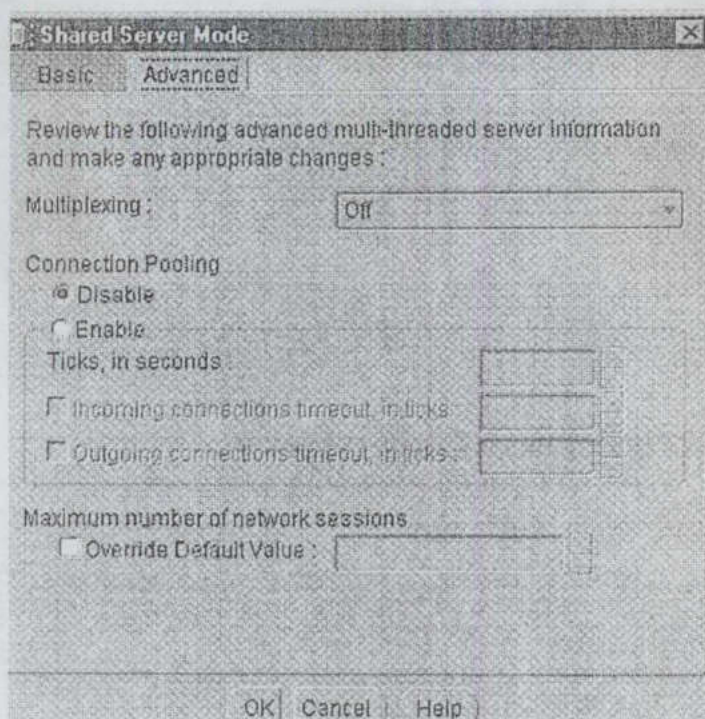 Shared Server Mode
Basic Advanced
Review the following advanced multi-threaded server information
and make any appropriate changes :
Multiplexing : Off
Connection Pooling
Disable
Enable
Ticks, in seconds :
Incoming connections timeout, in ticks :
Outgoing connections timeout, in ticks :
Maximum number of network sessions
Override Default Value :
OK Cancel Help